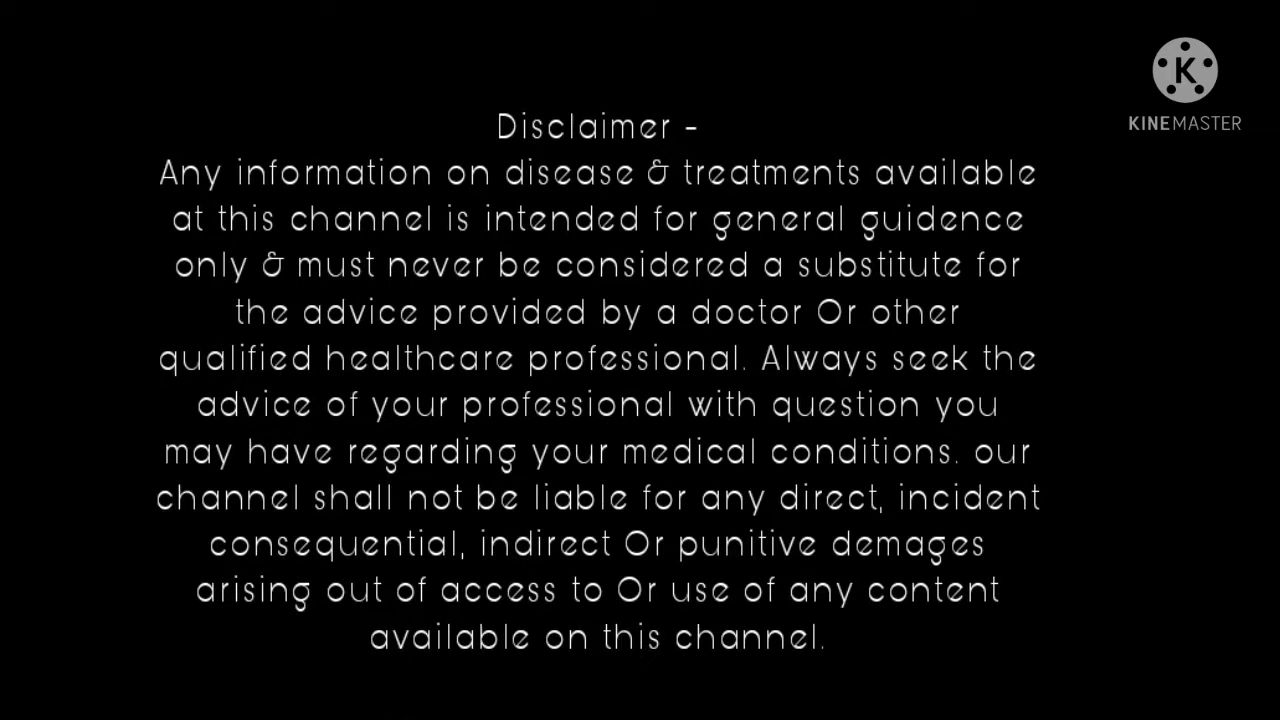 Disclaimer -
Any information on disease & treatments available
at this channel is intended for general guidence
only & must never be considered a substitute for
the advice provided by a doctor Or other
qualified healthcare professional. Always seek the
advice of your professional with question you
may have regarding your medical conditions. our
channel shall not be liable for any direct, incident
consequential, indirect Or punitive demages
arising out of access to Or use of any content
available on this channel.
K
KINEMASTER